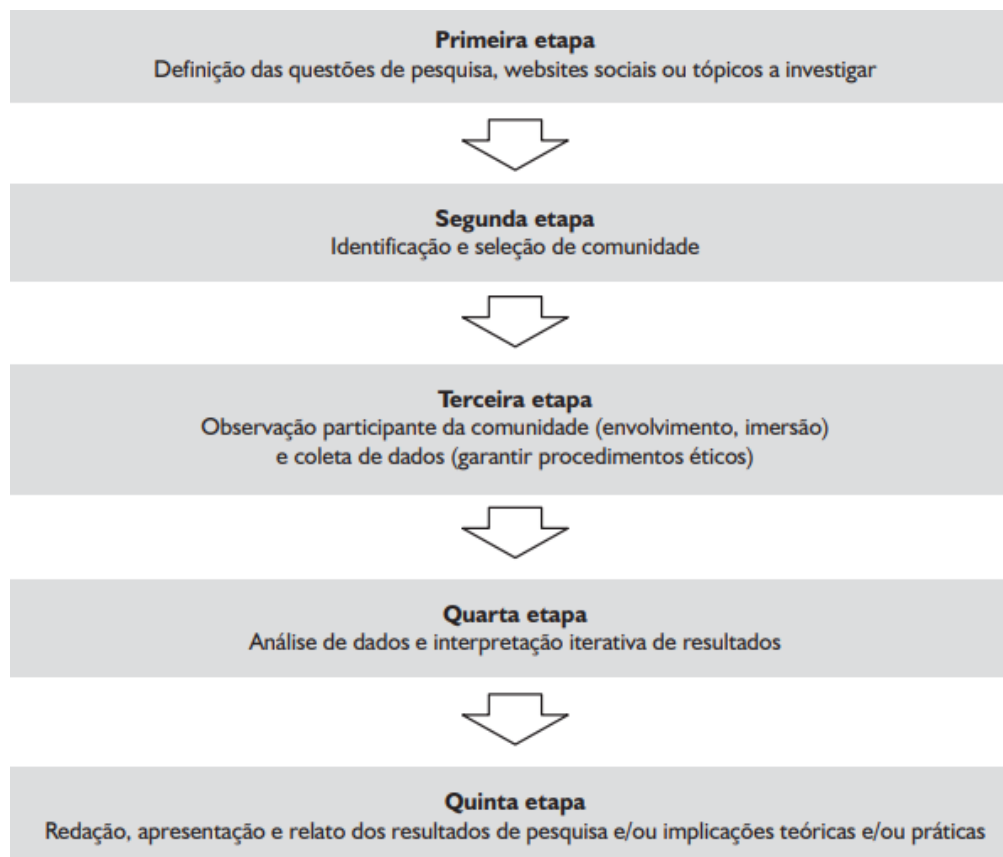 Primeira etapa
Definição das questões de pesquisa, websites sociais ou tópicos a investigar
Segunda etapa
Identificação e seleção de comunidade
Terceira etapa
Observação participante da comunidade (envolvimento, imersão)
e coleta de dados (garantir procedimentos éticos)
Quarta etapa
Análise de dados e interpretação iterativa de resultados
Quinta etapa
Redação, apresentação e relato dos resultados de pesquisa e/ou implicações teóricas e/ou práticas